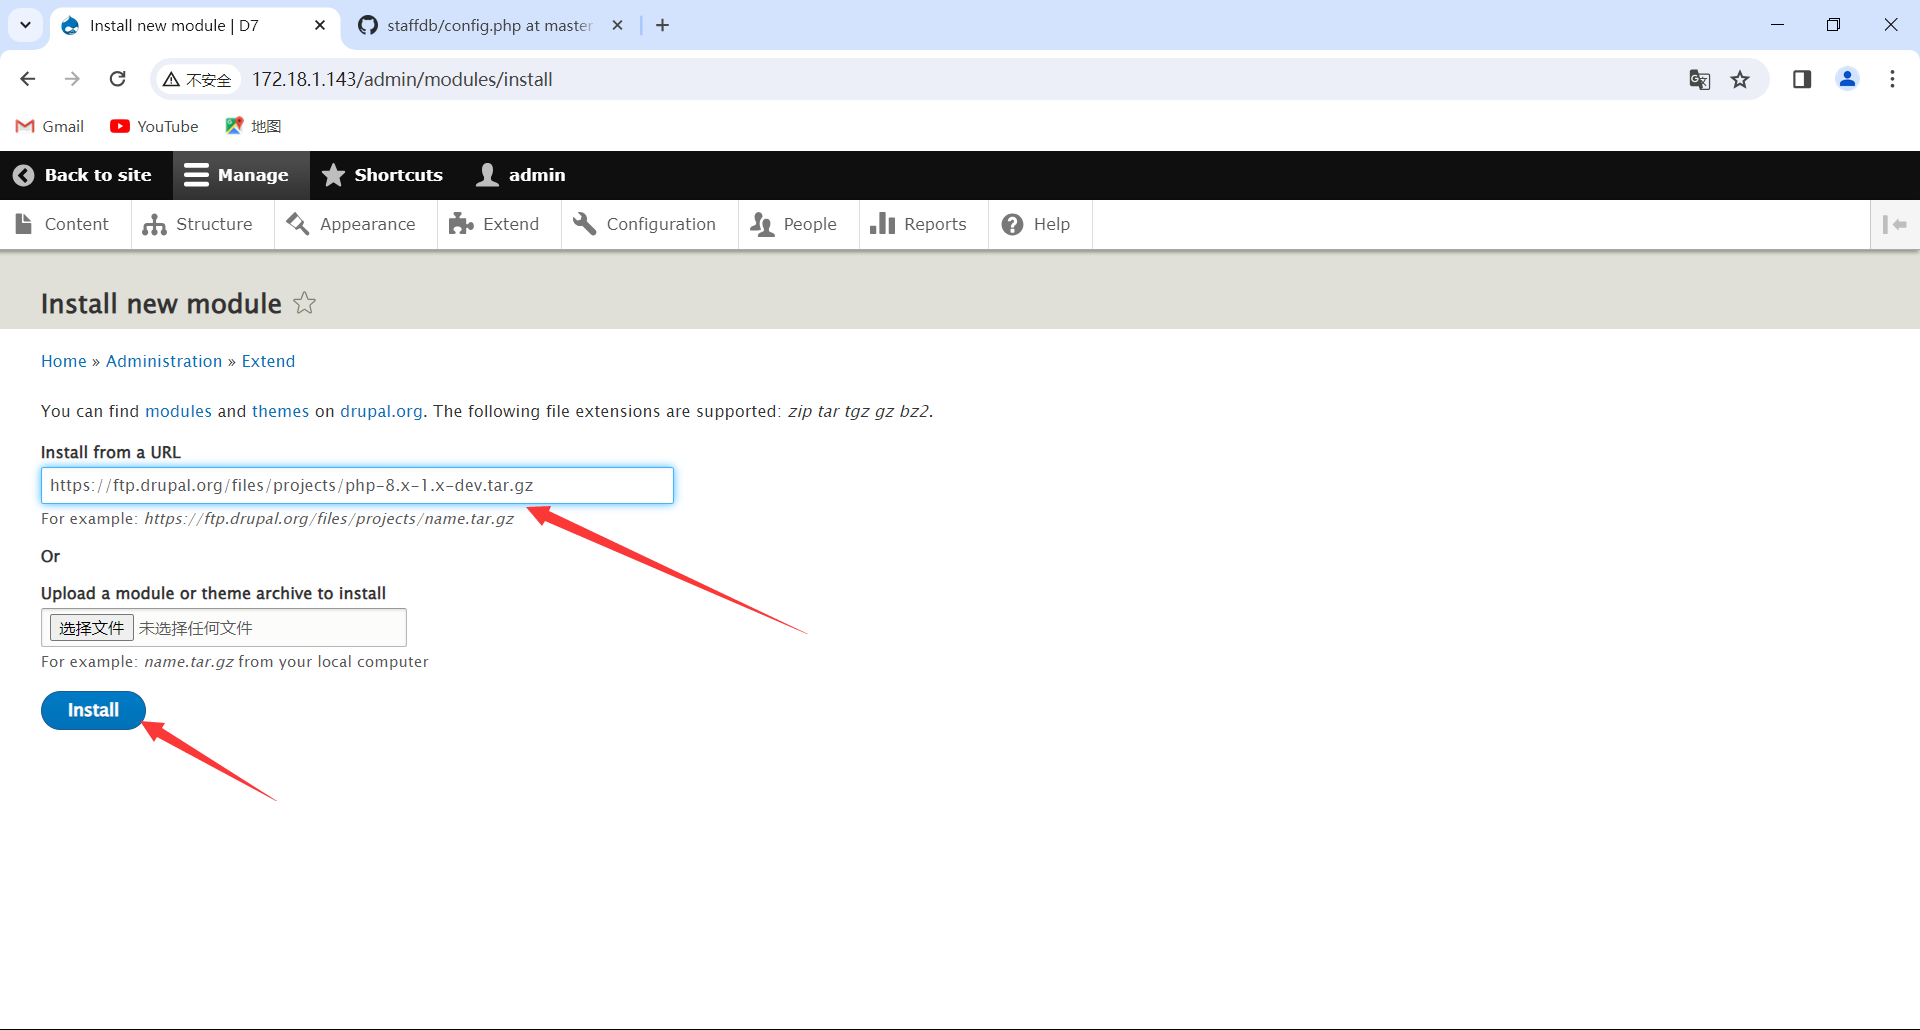 Install new module | D7
staffdb/config.php at master
不安全
172.18.1.143/admin/modules/install
Gmail
YouTube
地图
Back to site
Manage
Shortcuts
admin
Content
Structure
Appearance
Extend
Configuration
People
Reports
Help
Install new module
Home » Administration » Extend
You can find modules and themes on drupal.org. The following file extensions are supported: zip tar tgz gz bz2.
Install from a URL
https://ftp.drupal.org/files/projects/php-8.x-1.x-dev.tar.gz
For example: https://ftp.drupal.org/files/projects/name.tar.gz
Or
Upload a module or theme archive to install
选择文件 未选择任何文件
For example: name.tar.gz from your local computer
Install